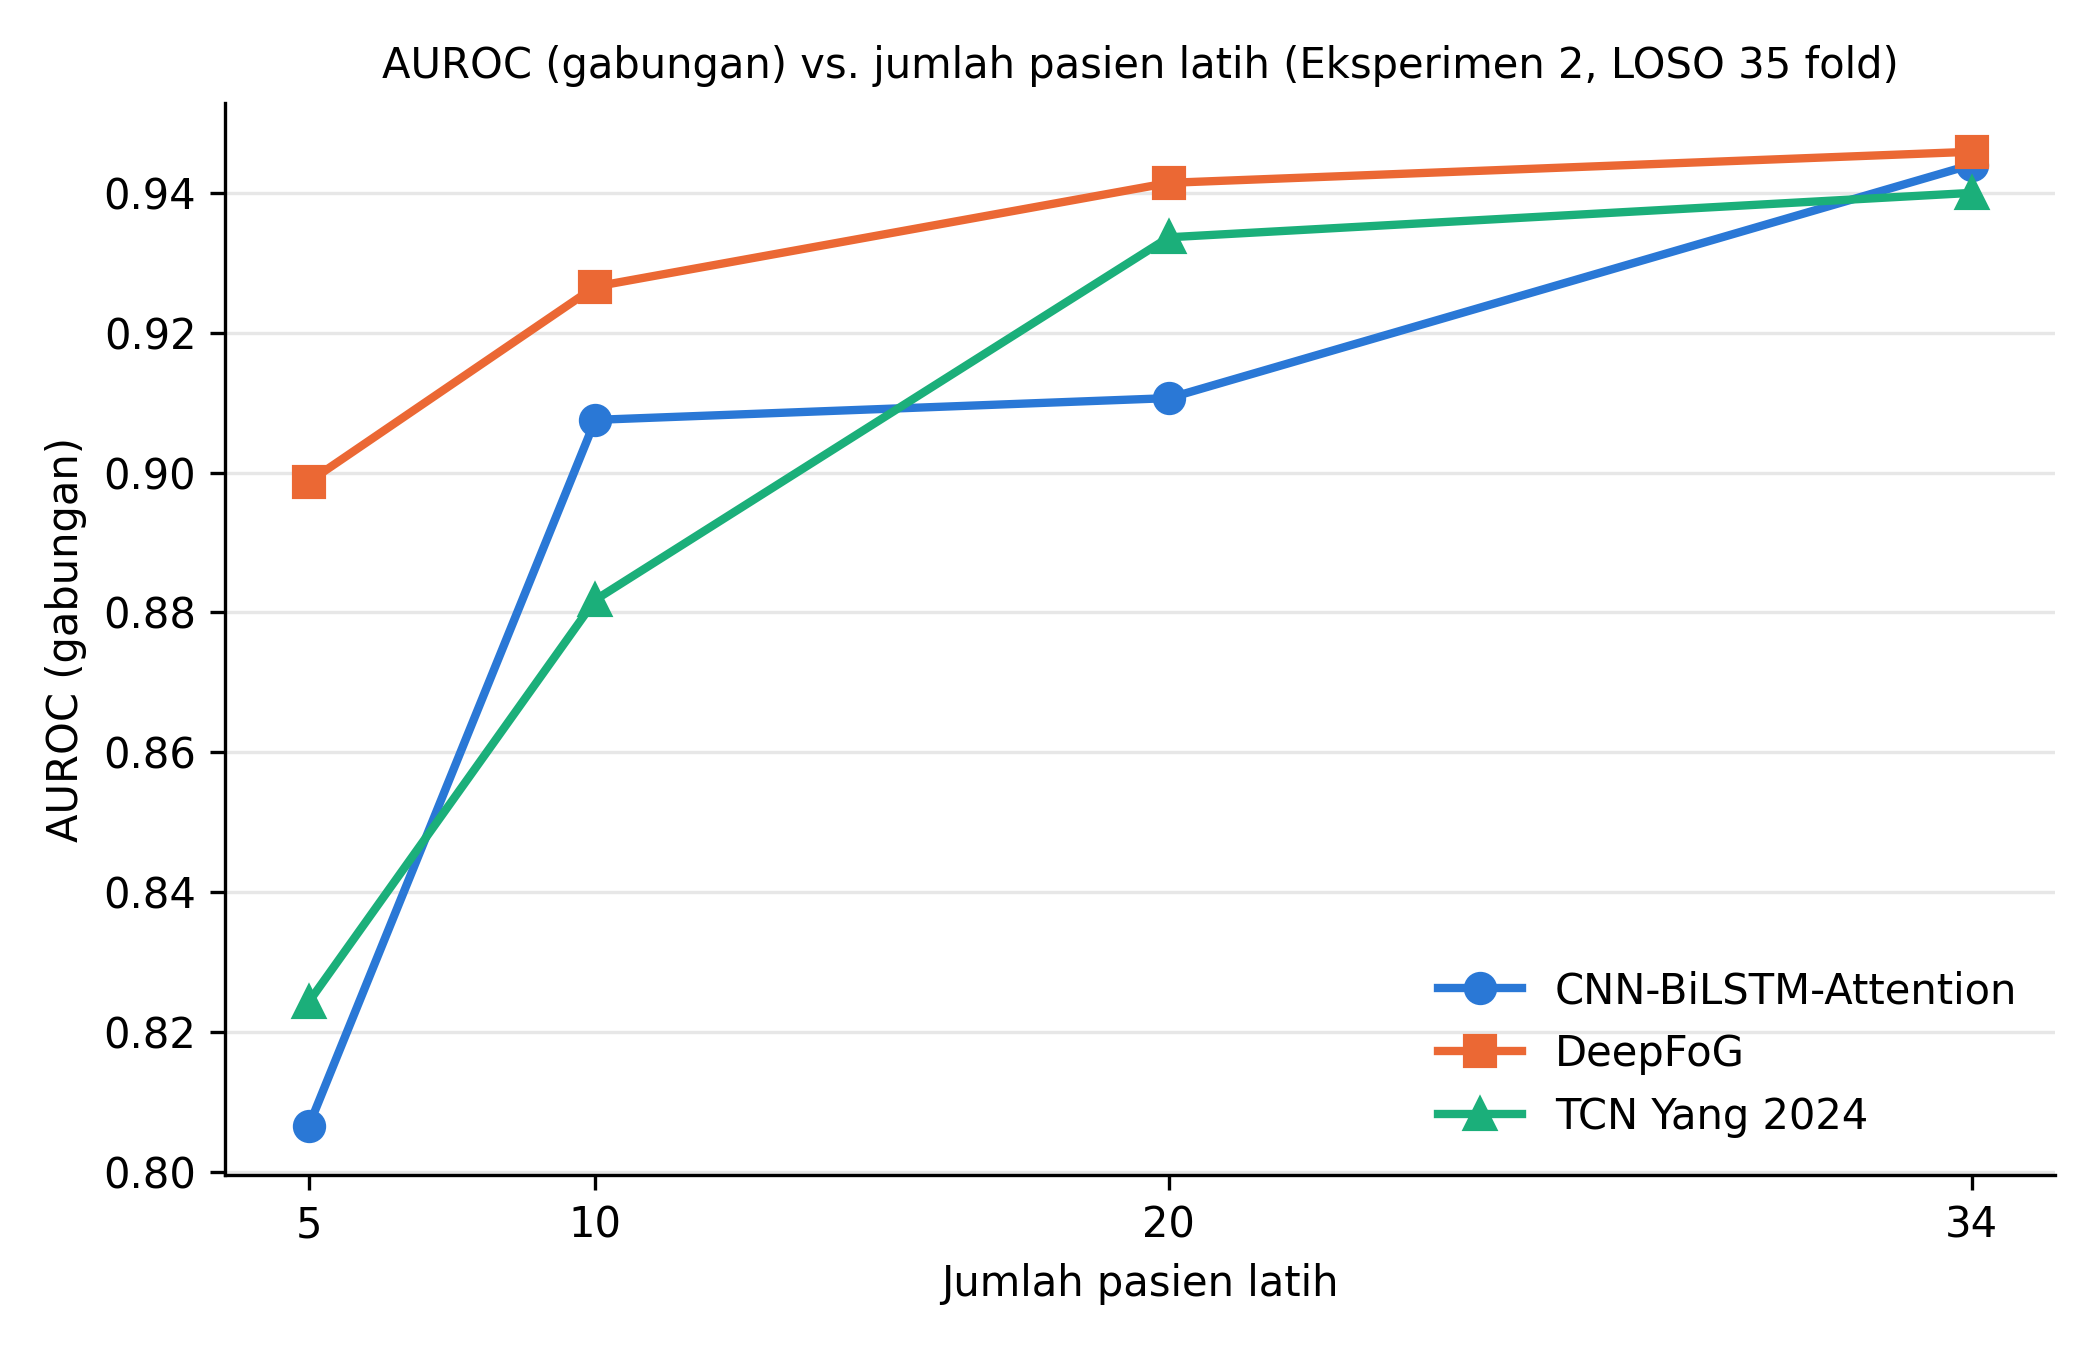 AUROC (gabungan) vs. jumlah pasien latih (Eksperimen 2, LOSO 35 fold)
AUROC (gabungan)
0.94
0.92
0.90
0.88
0.86
0.84
0.82
0.80
CNN-BiLSTM-Attention
DeepFoG
TCN Yang 2024
5 10 20 34
Jumlah pasien latih